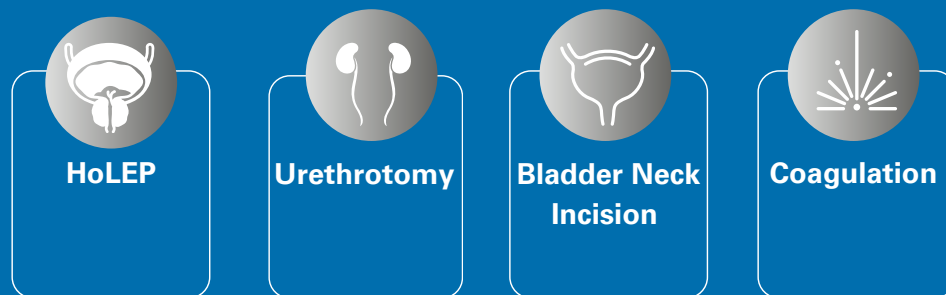 HoLEP
Urethrotomy
Bladder Neck
Incision
Coagulation